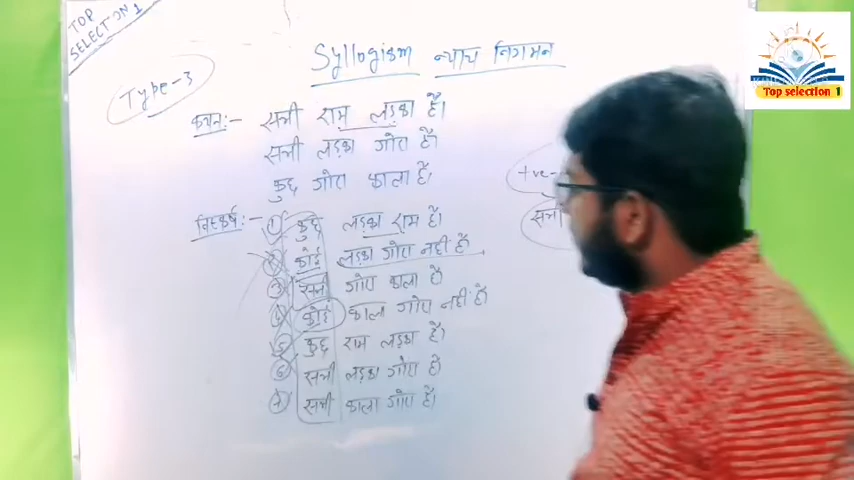 TOP
SELECTION 1
Syllogism न्याय निगमन
Type-3
कथन:- सभी राम लड़का है।
सभी लड़का गोरा है।
कुछ गोरा काला है।
निष्कर्ष:- ① कुछ लड़का राम है।
② कोई लड़का गोरा नहीं है।
③ सभी गोरा काला है
④ कोई काला गोरा नहीं है
⑤ कुछ राम लड़का है।
⑥ सभी लड़का गोरा है
⑦ सभी काला गोरा है।
+ve-
सभी
Top selection 1